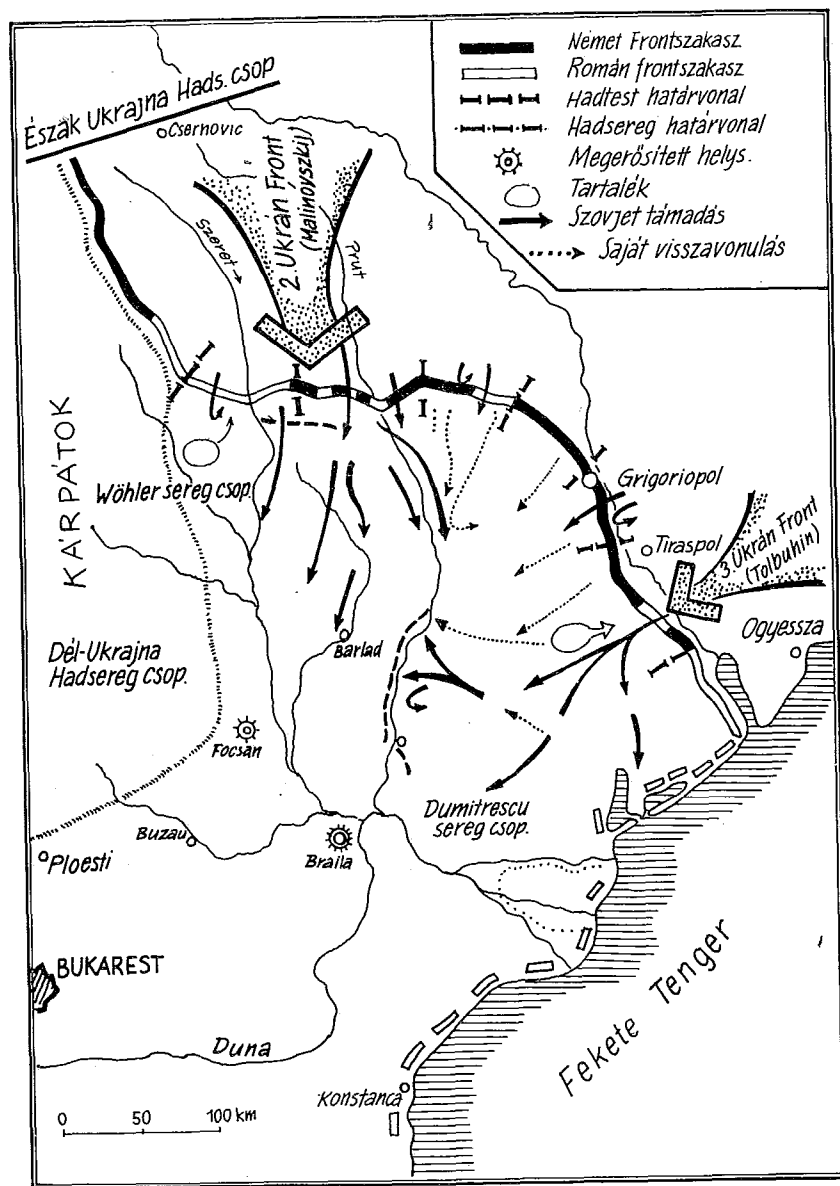 Német Frontszakasz
Román frontszakasz
Hadtest határvonal
Hadsereg határvonal
Megerősített helys.
Tartalék
Szovjet támadás
Saját visszavonulás
Észak Ukrajna Hads. csop
Csernovic
2. Ukrán Front
(Malinovszkij)
Szeret
Prut
KÁRPÁTOK
Wöhler sereg csop.
Grigoriopol
Tiraspol
3. Ukrán Front
(Tolbuhin)
Ogyessza
Dél-Ukrajna
Hadsereg csop.
Barlad
Focsan
Dumitrescu
sereg csop.
Buzau
Braila
Ploesti
BUKAREST
Fekete Tenger
Duna
Konstanca
0 50 100 km